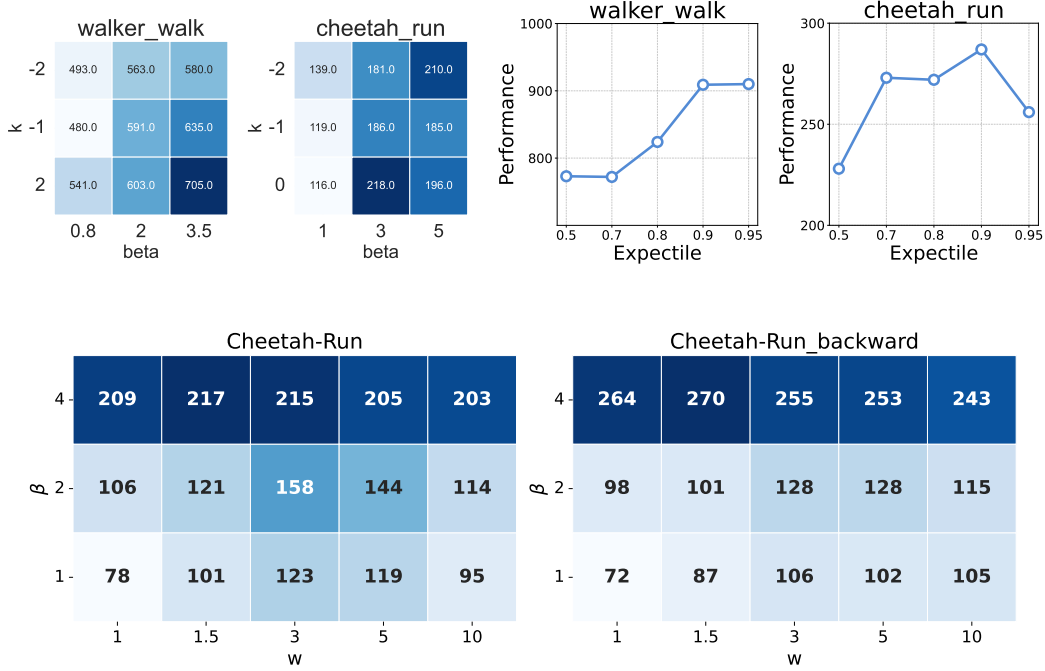 walker_walk
-2 493.0 563.0 580.0
k -1 480.0 591.0 635.0
2 541.0 603.0 705.0
0.8 2 3.5
beta
cheetah_run
-2 139.0 181.0 210.0
k -1 119.0 186.0 185.0
0 116.0 218.0 196.0
1 3 5
beta
walker_walk
1000
900
800
Performance
0.5 0.7 0.8 0.9 0.95
Expectile
cheetah_run
300
250
200
Performance
0.5 0.7 0.8 0.9 0.95
Expectile
Cheetah-Run
4 209 217 215 205 203
β 2 106 121 158 144 114
1 78 101 123 119 95
1 1.5 3 5 10
w
Cheetah-Run_backward
4 264 270 255 253 243
β 2 98 101 128 128 115
1 72 87 106 102 105
1 1.5 3 5 10
w